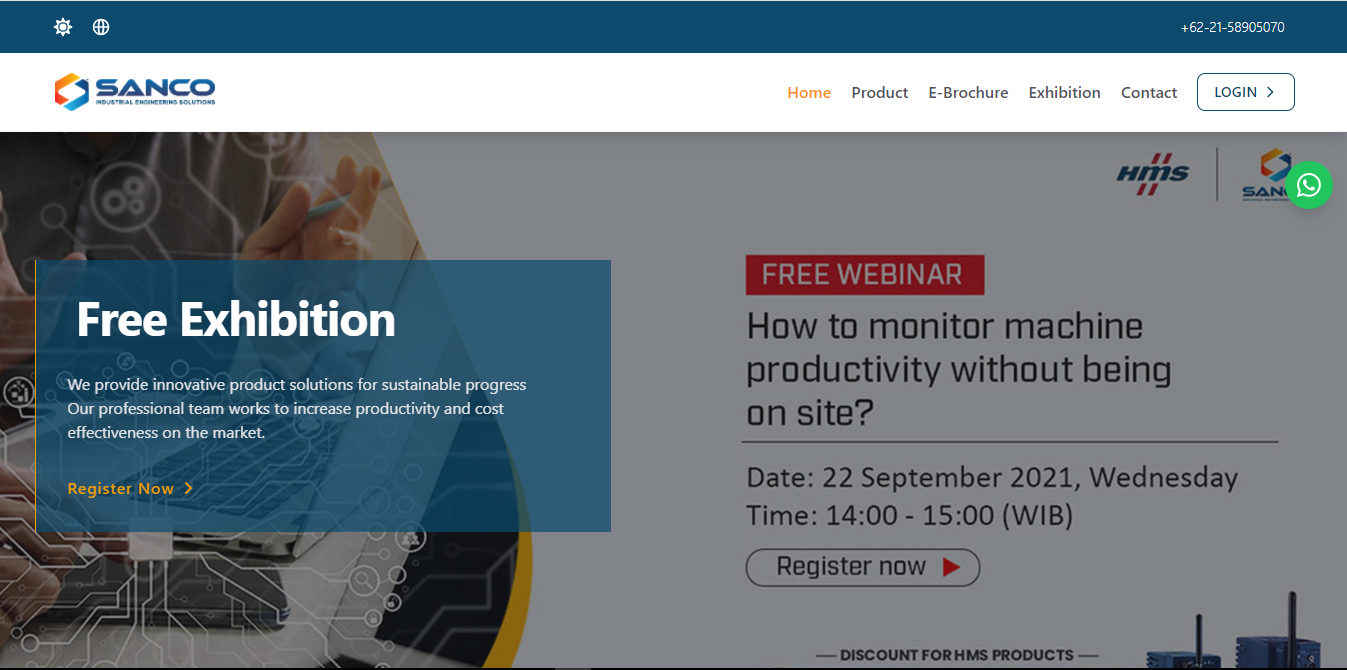 +62-21-58905070
SANCO
INDUSTRIAL ENGINEERING SOLUTIONS
Home Product E-Brochure Exhibition Contact LOGIN
HMS
Free Exhibition
We provide innovative product solutions for sustainable progress
Our professional team works to increase productivity and cost
effectiveness on the market.
Register Now
FREE WEBINAR
How to monitor machine
productivity without being
on site?
Date: 22 September 2021, Wednesday
Time: 14:00 - 15:00 (WIB)
Register now
DISCOUNT FOR HMS PRODUCTS